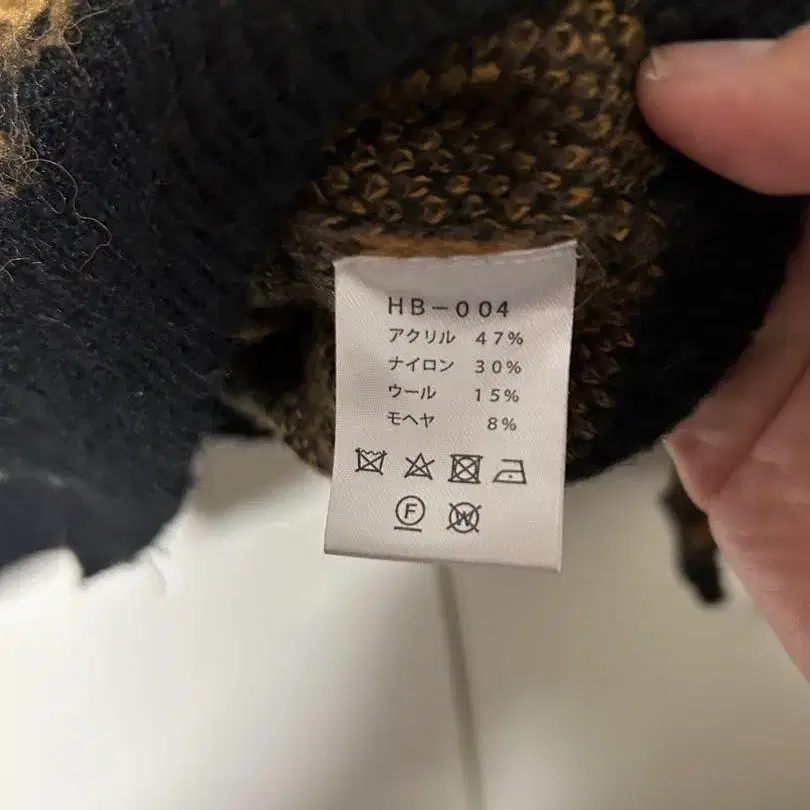 HB-004
アクリル 47%
ナイロン 30%
ウール 15%
モヘヤ 8%
F W